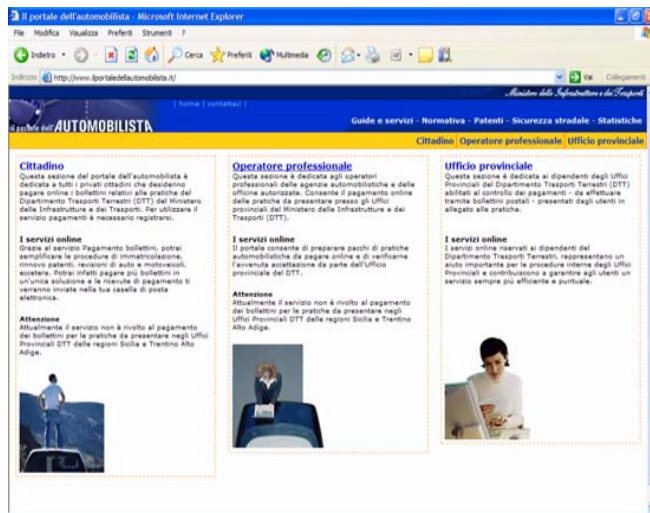 Il portale dell'automobilista - Microsoft Internet Explorer
File Modifica Visualizza Preferiti Strumenti ?
Indietro Cerca Preferiti Multimedia
Indirizzo http://www.ilportaledellautomobilista.it/ Vai Collegamenti
Ministero delle Infrastrutture e dei Trasporti
| home | contattaci |
il portale dell'AUTOMOBILISTA
Guide e servizi - Normativa - Patenti - Sicurezza stradale - Statistiche
Cittadino Operatore professionale Ufficio provinciale
Cittadino
Questa sezione del portale dell'automobilista è
dedicata a tutti i privati cittadini che desiderino
pagare online i bollettini relativi alle pratiche del
Dipartimento Trasporti Terrestri (DTT) del Ministero
delle Infrastrutture e dei Trasporti. Per utilizzare il
servizio pagamenti è necessario registrarsi.
I servizi online
Grazie al servizio Pagamento bollettini, potrai
semplificare le procedure di immatricolazione,
rinnovo patenti, revisioni di auto e motoveicoli,
eccetera. Potrai infatti pagare più bollettini in
un'unica soluzione e le ricevute di pagamento ti
verranno inviate nella tua casella di posta
elettronica.
Attenzione
Attualmente il servizio non è rivolto al pagamento
dei bollettini per le pratiche da presentare negli Uffici
Provinciali DTT delle regioni Sicilia e Trentino Alto
Adige.
Operatore professionale
Questa sezione è dedicata agli operatori
professionali delle agenzie automobilistiche e delle
officine autorizzate. Consente il pagamento online
delle pratiche da presentare presso gli Uffici
provinciali del Ministero delle Infrastrutture e dei
Trasporti (DTT).
I servizi online
Il portale consente di preparare pacchi di pratiche
automobilistiche da pagare online e di verificarne
l'avvenuta accettazione da parte dell'Ufficio
provinciale del DTT.
Attenzione
Attualmente il servizio non è rivolto al pagamento
dei bollettini per le pratiche da presentare negli
Uffici Provinciali DTT delle regioni Sicilia e Trentino
Alto Adige.
Ufficio provinciale
Questa sezione è dedicata ai dipendenti degli Uffici
Provinciali del Dipartimento Trasporti Terrestri (DTT)
abilitati al controllo dei pagamenti - da effettuare
tramite bollettini postali - presentati dagli utenti in
allegato alle pratiche.
I servizi online
I servizi online riservati ai dipendenti del
Dipartimento Trasporti Terrestri, rappresentano un
aiuto importante per le procedure interne degli Uffici
Provinciali e contribuiscono a garantire agli utenti un
servizio sempre più efficiente e puntuale.